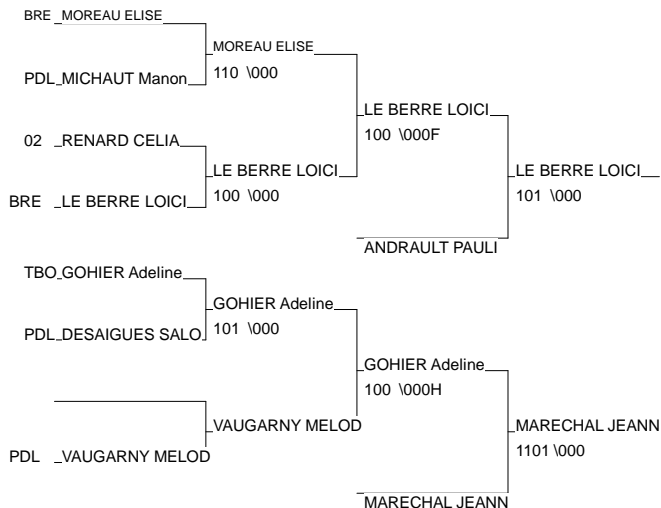 BRE MOREAU ELISE
MOREAU ELISE
PDL MICHAUT Manon
110 \000
LE BERRE LOICI
100 \000F
02 RENARD CELIA
LE BERRE LOICI
LE BERRE LOICI
BRE LE BERRE LOICI
100 \000
101 \000
ANDRAULT PAULI
TBO GOHIER Adeline
GOHIER Adeline
PDL DESAIGUES SALO
101 \000
GOHIER Adeline
100 \000H
VAUGARNY MELOD
MARECHAL JEANN
PDL VAUGARNY MELOD
1101 \000
MARECHAL JEANN